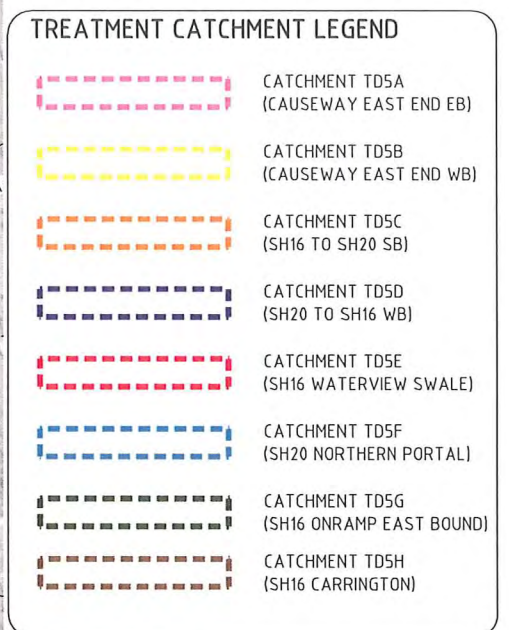 TREATMENT CATCHMENT LEGEND
CATCHMENT TD5A
(CAUSEWAY EAST END EB)
CATCHMENT TD5B
(CAUSEWAY EAST END WB)
CATCHMENT TD5C
(SH16 TO SH20 SB)
CATCHMENT TD5D
(SH20 TO SH16 WB)
CATCHMENT TD5E
(SH16 WATERVIEW SWALE)
CATCHMENT TD5F
(SH20 NORTHERN PORTAL)
CATCHMENT TD5G
(SH16 ONRAMP EAST BOUND)
CATCHMENT TD5H
(SH16 CARRINGTON)